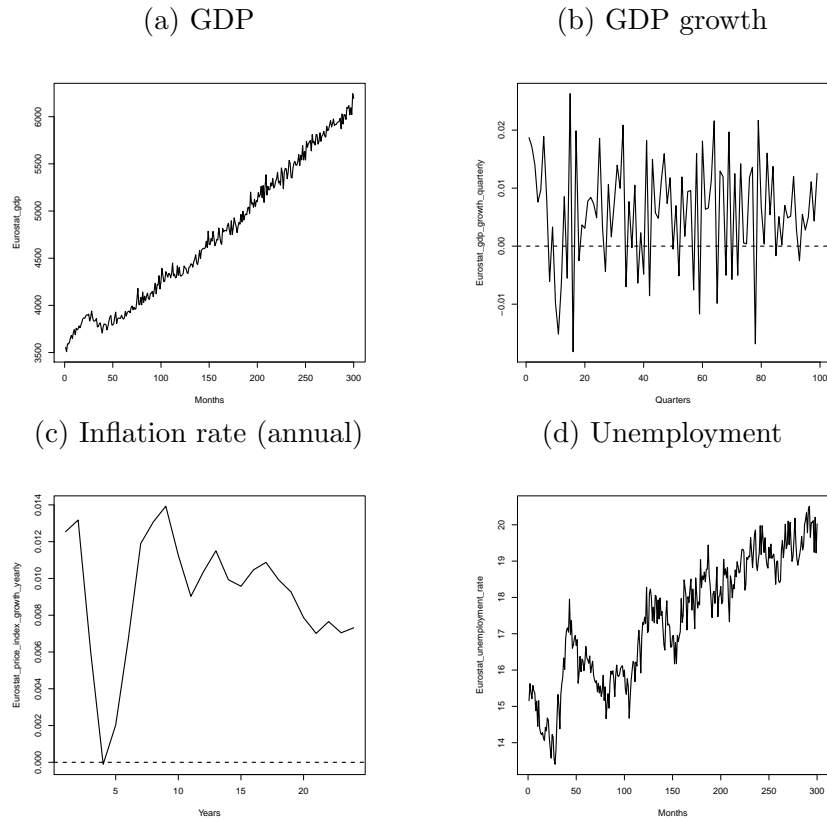 (a) GDP
(b) GDP growth
Eurostat_gdp
3500 4000 4500 5000 5500 6000
0 50 100 150 200 250 300
Months
Eurostat_gdp_growth_quarterly
−0.01 0.00 0.01 0.02
0 20 40 60 80 100
Quarters
(c) Inflation rate (annual)
(d) Unemployment
Eurostat_price_index_growth_yearly
0.000 0.002 0.004 0.006 0.008 0.010 0.012 0.014
5 10 15 20
Years
Eurostat_unemployment_rate
14 15 16 17 18 19 20
0 50 100 150 200 250 300
Months